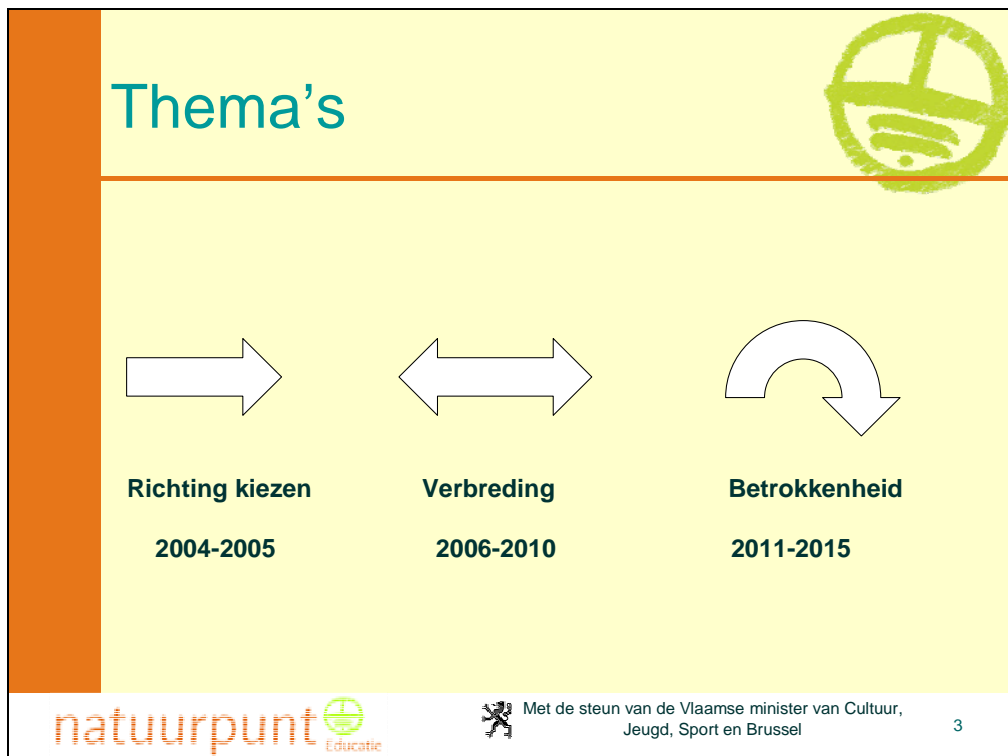 Thema's
Richting kiezen
Verbreding
Betrokkenheid
2004-2005
2006-2010
2011-2015
natuurpunt
Educatie
Met de steun van de Vlaamse minister van Cultuur,
Jeugd, Sport en Brussel
3